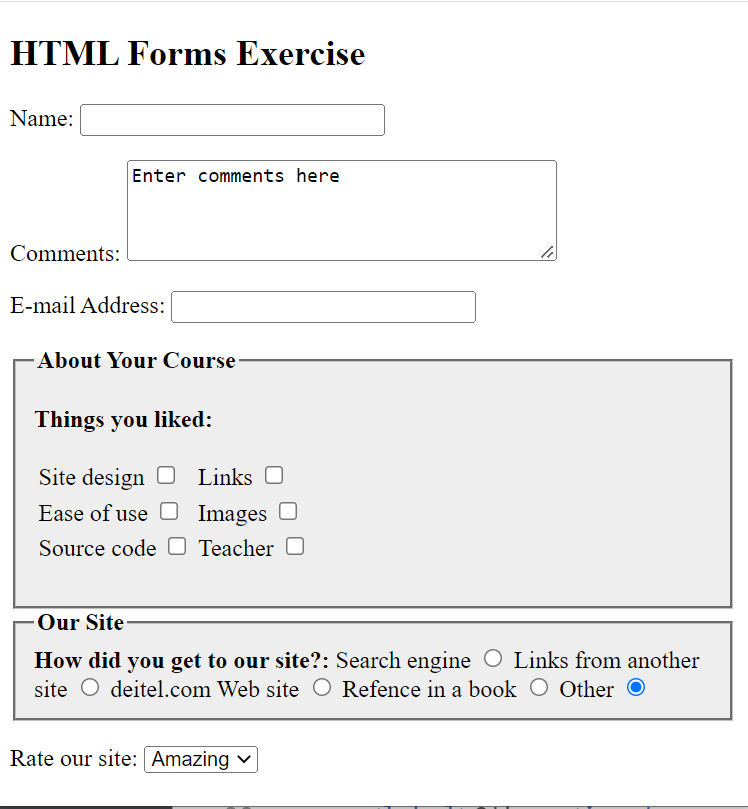 HTML Forms Exercise
Name:
Enter comments here
Comments:
E-mail Address:
About Your Course
Things you liked:
Site design Links
Ease of use Images
Source code Teacher
Our Site
How did you get to our site?: Search engine Links from another
site deitel.com Web site Refence in a book Other
Rate our site: Amazing